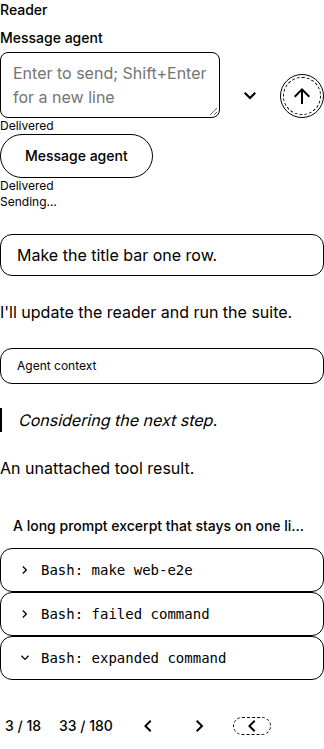 Reader
Message agent
Enter to send; Shift+Enter
for a new line
Delivered
Message agent
Delivered
Sending...
Make the title bar one row.
I'll update the reader and run the suite.
Agent context
Considering the next step.
An unattached tool result.
A long prompt excerpt that stays on one li...
Bash: make web-e2e
Bash: failed command
Bash: expanded command
3 / 18 33 / 180